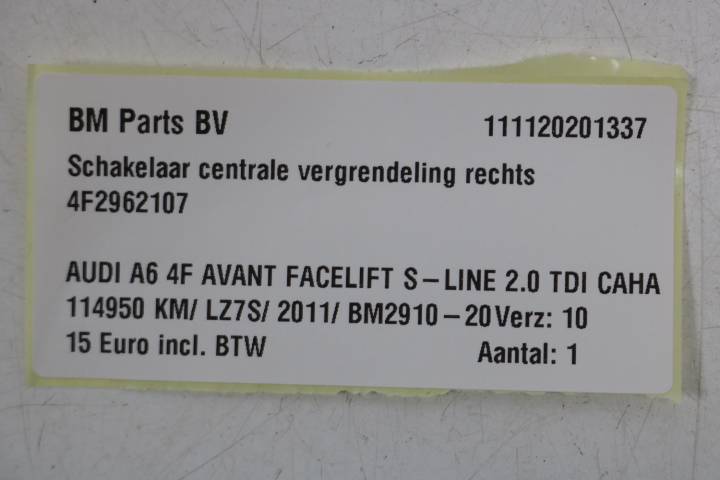 BM Parts BV 111120201337
Schakelaar centrale vergrendeling rechts
4F2962107
AUDI A6 4F AVANT FACELIFT S-LINE 2.0 TDI CAHA
114950 KM/ LZ7S/ 2011/ BM2910-20Verz: 10
15 Euro incl. BTW Aantal: 1